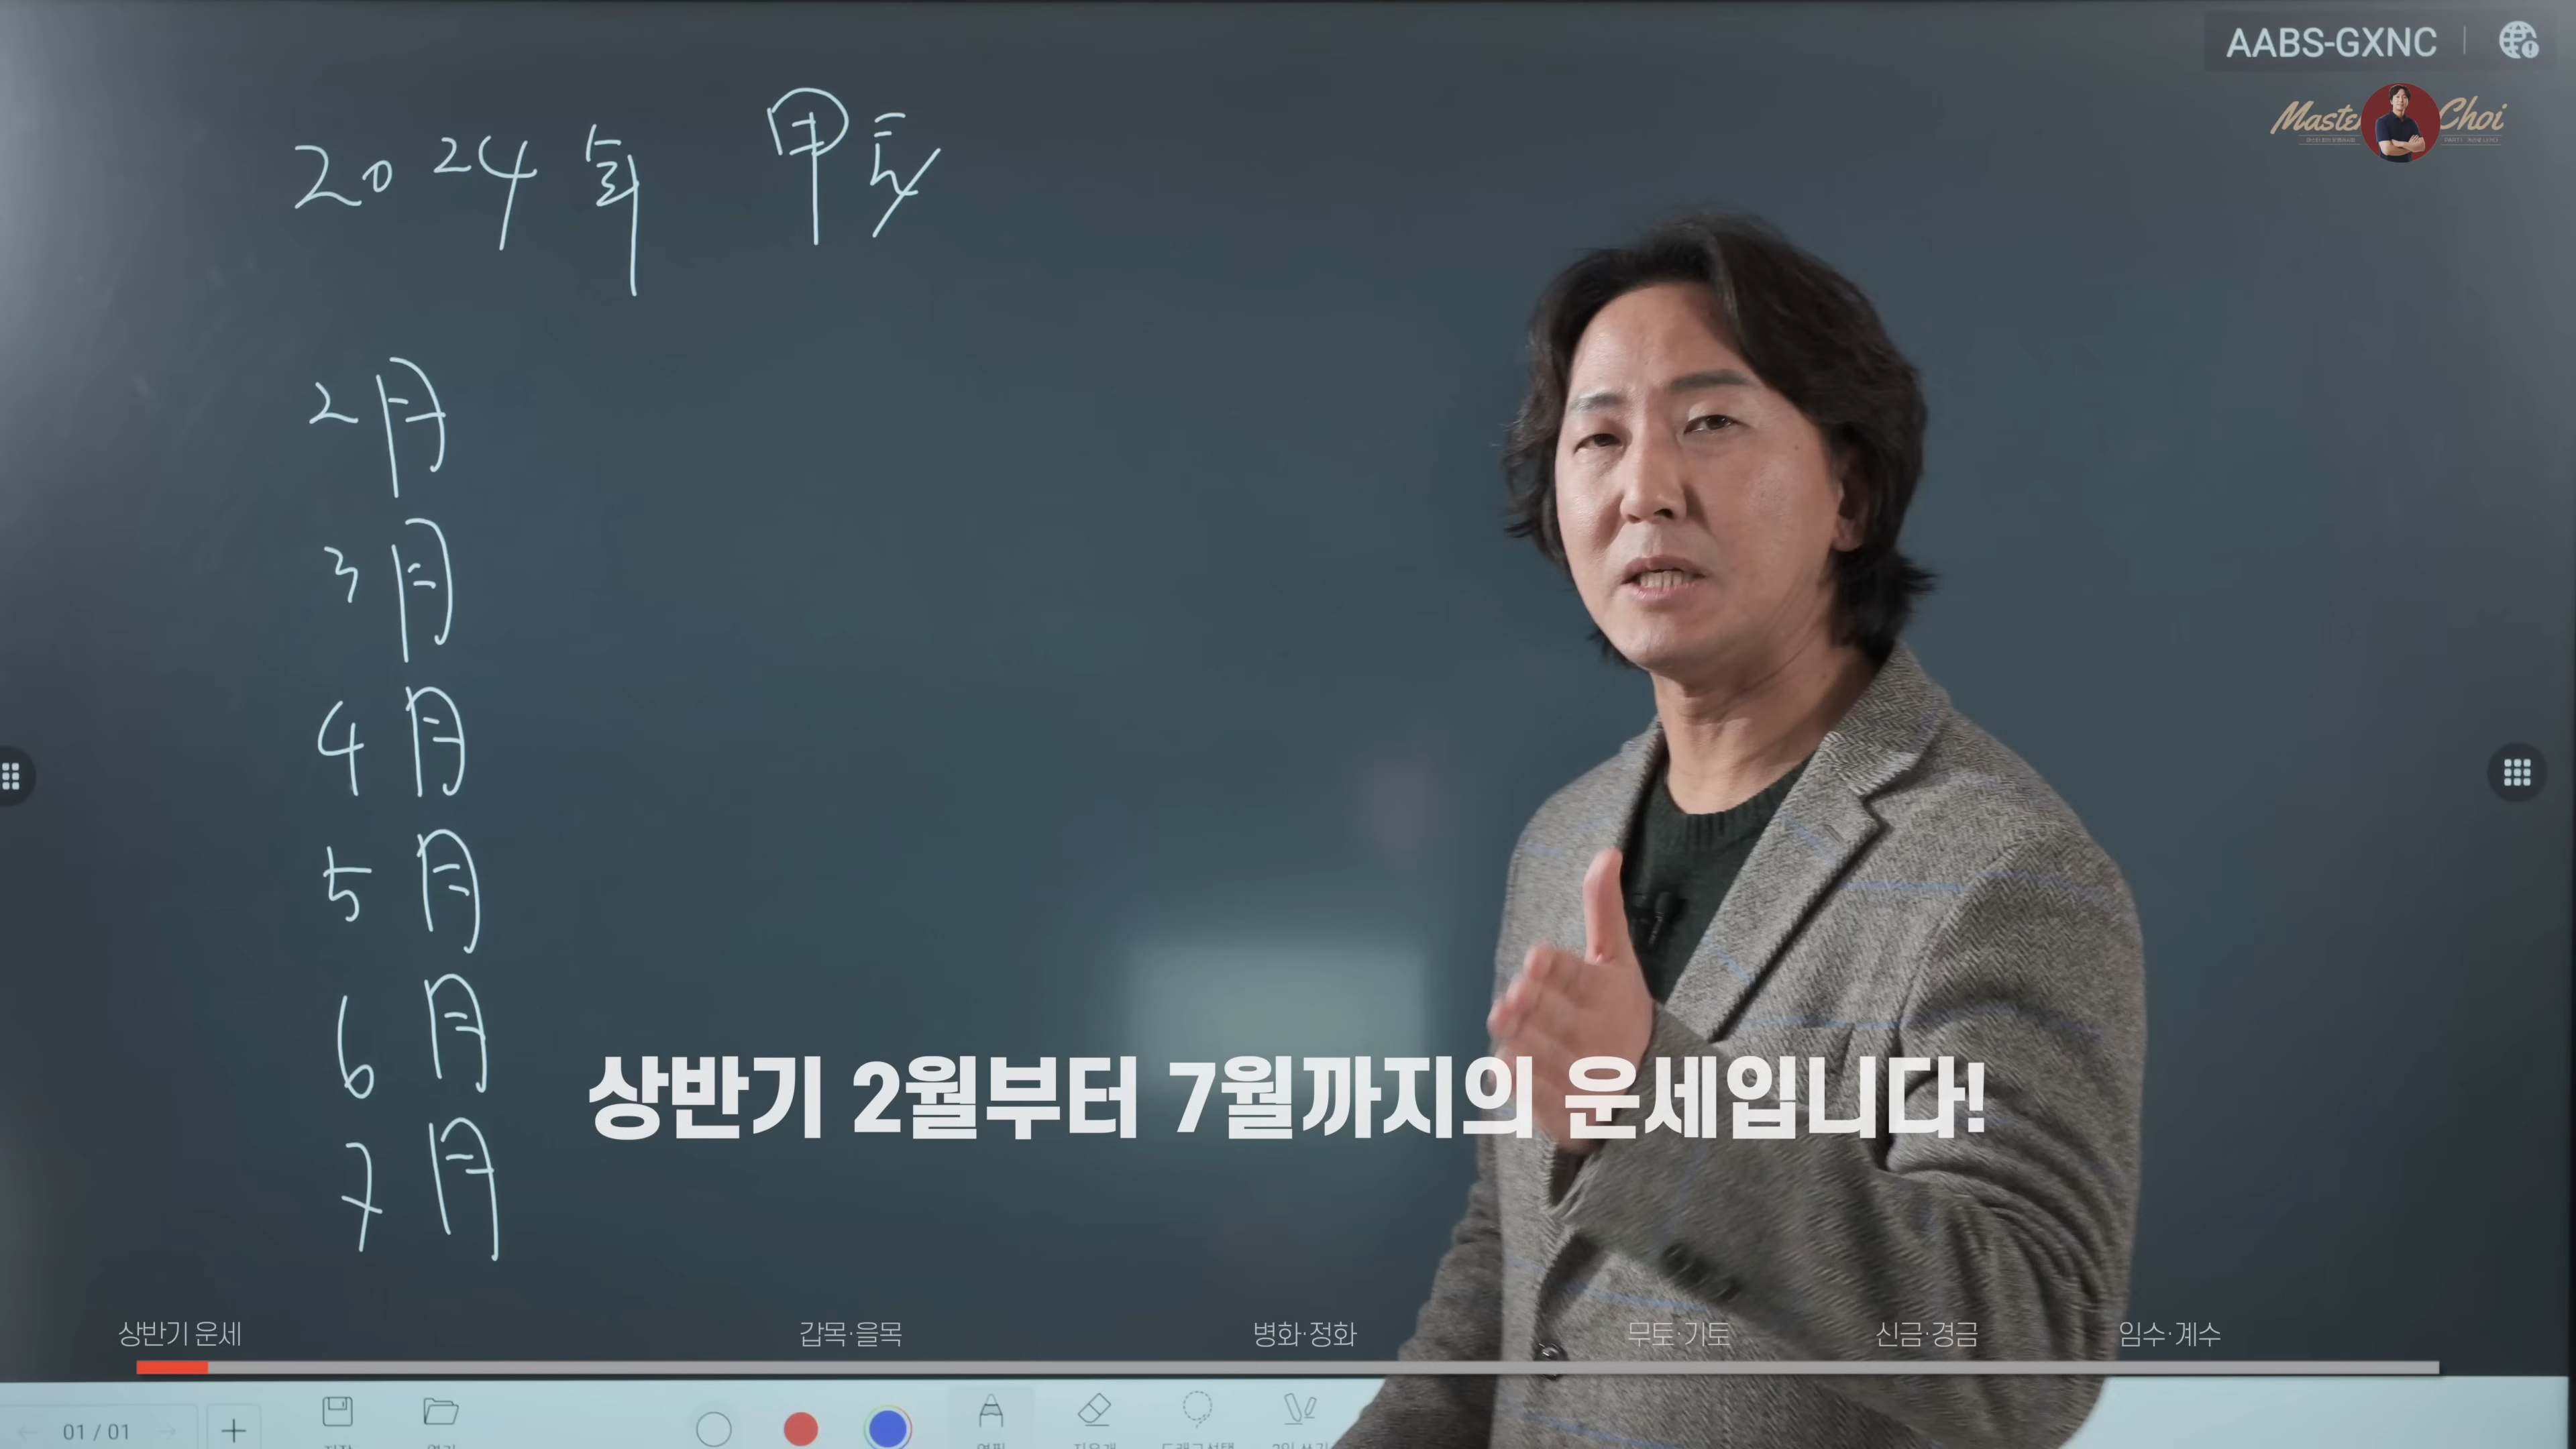 AABS-GXNC
Master Choi
2024年 甲辰
2月
3月
4月
5月
6月
7月
상반기 2월부터 7월까지의 운세입니다!
상반기 운세 갑목·을목 병화·정화 무토·기토 신금·경금 임수·계수
01 / 01